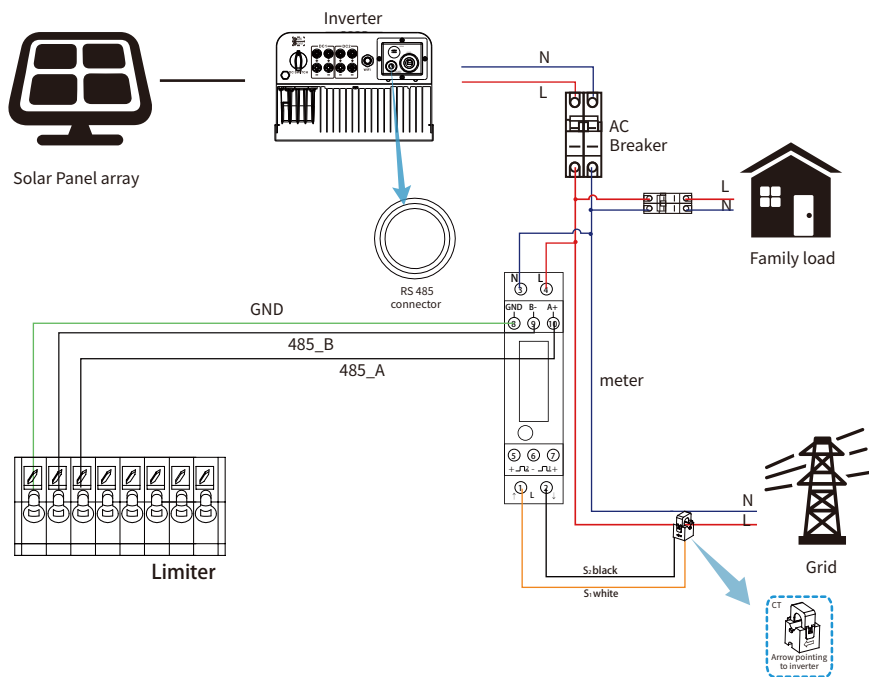 Inverter
N
L
AC
Breaker
Solar Panel array
L
N
Family load
RS 485
connector
N L
3 4
GND B- A+
8 9 10
GND
485_B
485_A
meter
5 6 7
+ - +
1 L 2
N
L
Grid
Limiter
S₂ black
S₁ white
CT
Arrow pointing
to inverter